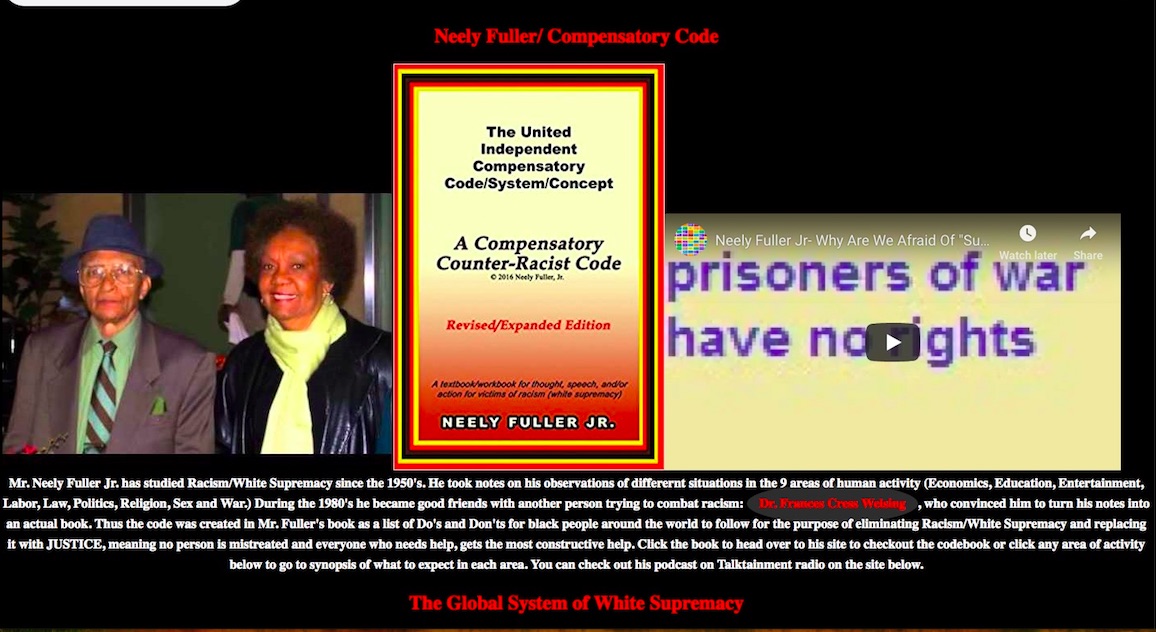 Neely Fuller/ Compensatory Code
The United
Independent
Compensatory
Code/System/Concept
A Compensatory
Counter-Racist Code
© 2016 Neely Fuller, Jr.
Revised/Expanded Edition
A textbook/workbook for thought, speech, and/or
action for victims of racism (white supremacy)
NEELY FULLER JR.
Neely Fuller Jr- Why Are We Afraid Of "Su...
Watch later
Share
prisoners of war
have no rights
Mr. Neely Fuller Jr. has studied Racism/White Supremacy since the 1950's. He took notes on his observations of differernt situations in the 9 areas of human activity (Economics, Education, Entertainment,
Labor, Law, Politics, Religion, Sex and War.) During the 1980's he became good friends with another person trying to combat racism: Dr. Frances Cress Welsing , who convinced him to turn his notes into
an actual book. Thus the code was created in Mr. Fuller's book as a list of Do's and Don'ts for black people around the world to follow for the purpose of eliminating Racism/White Supremacy and replacing
it with JUSTICE, meaning no person is mistreated and everyone who needs help, gets the most constructive help. Click the book to head over to his site to checkout the codebook or click any area of activity
below to go to synopsis of what to expect in each area. You can check out his podcast on Talktainment radio on the site below.
The Global System of White Supremacy